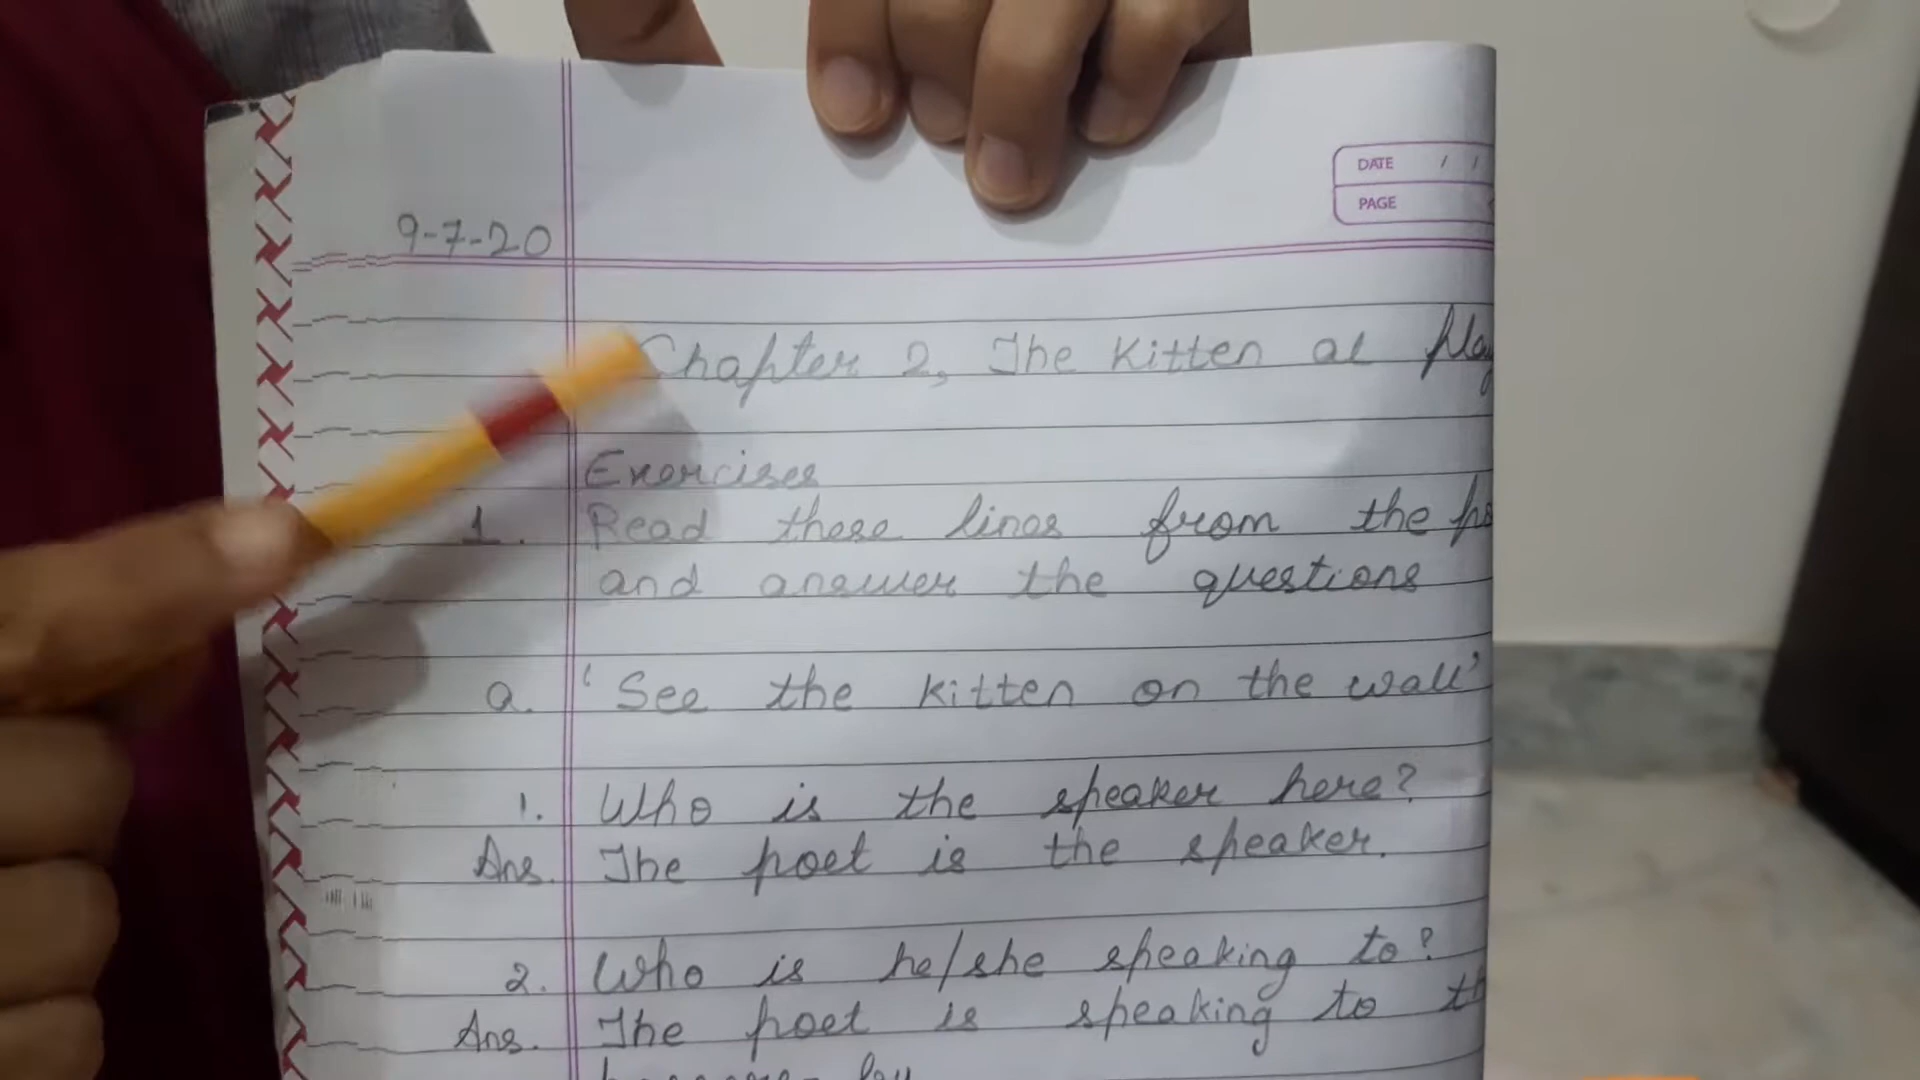 DATE / /
PAGE
9-7-20
Chapter 2, The Kitten at Play
Exercises
1. Read these lines from the
and answer the questions
a. 'See the kitten on the wall'
1. Who is the speaker here?
Ans. The poet is the speaker.
2. Who is he/she speaking to?
Ans. The poet is speaking to